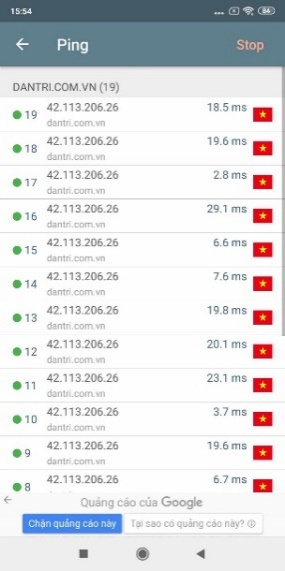 15:54
... 84
Ping
Stop
DANTRI.COM.VN (19)
19 42.113.206.26 18.5 ms
dantri.com.vn
18 42.113.206.26 19.6 ms
dantri.com.vn
17 42.113.206.26 2.8 ms
dantri.com.vn
16 42.113.206.26 29.1 ms
dantri.com.vn
15 42.113.206.26 6.6 ms
dantri.com.vn
14 42.113.206.26 7.6 ms
dantri.com.vn
13 42.113.206.26 19.8 ms
dantri.com.vn
12 42.113.206.26 20.1 ms
dantri.com.vn
11 42.113.206.26 23.1 ms
dantri.com.vn
10 42.113.206.26 3.7 ms
dantri.com.vn
9 42.113.206.26 19.6 ms
dantri.com.vn
8 42.113.206.26 6.7 ms
dantri.com.vn
Quảng cáo của Google
Chặn quảng cáo này
Tại sao có quảng cáo này?